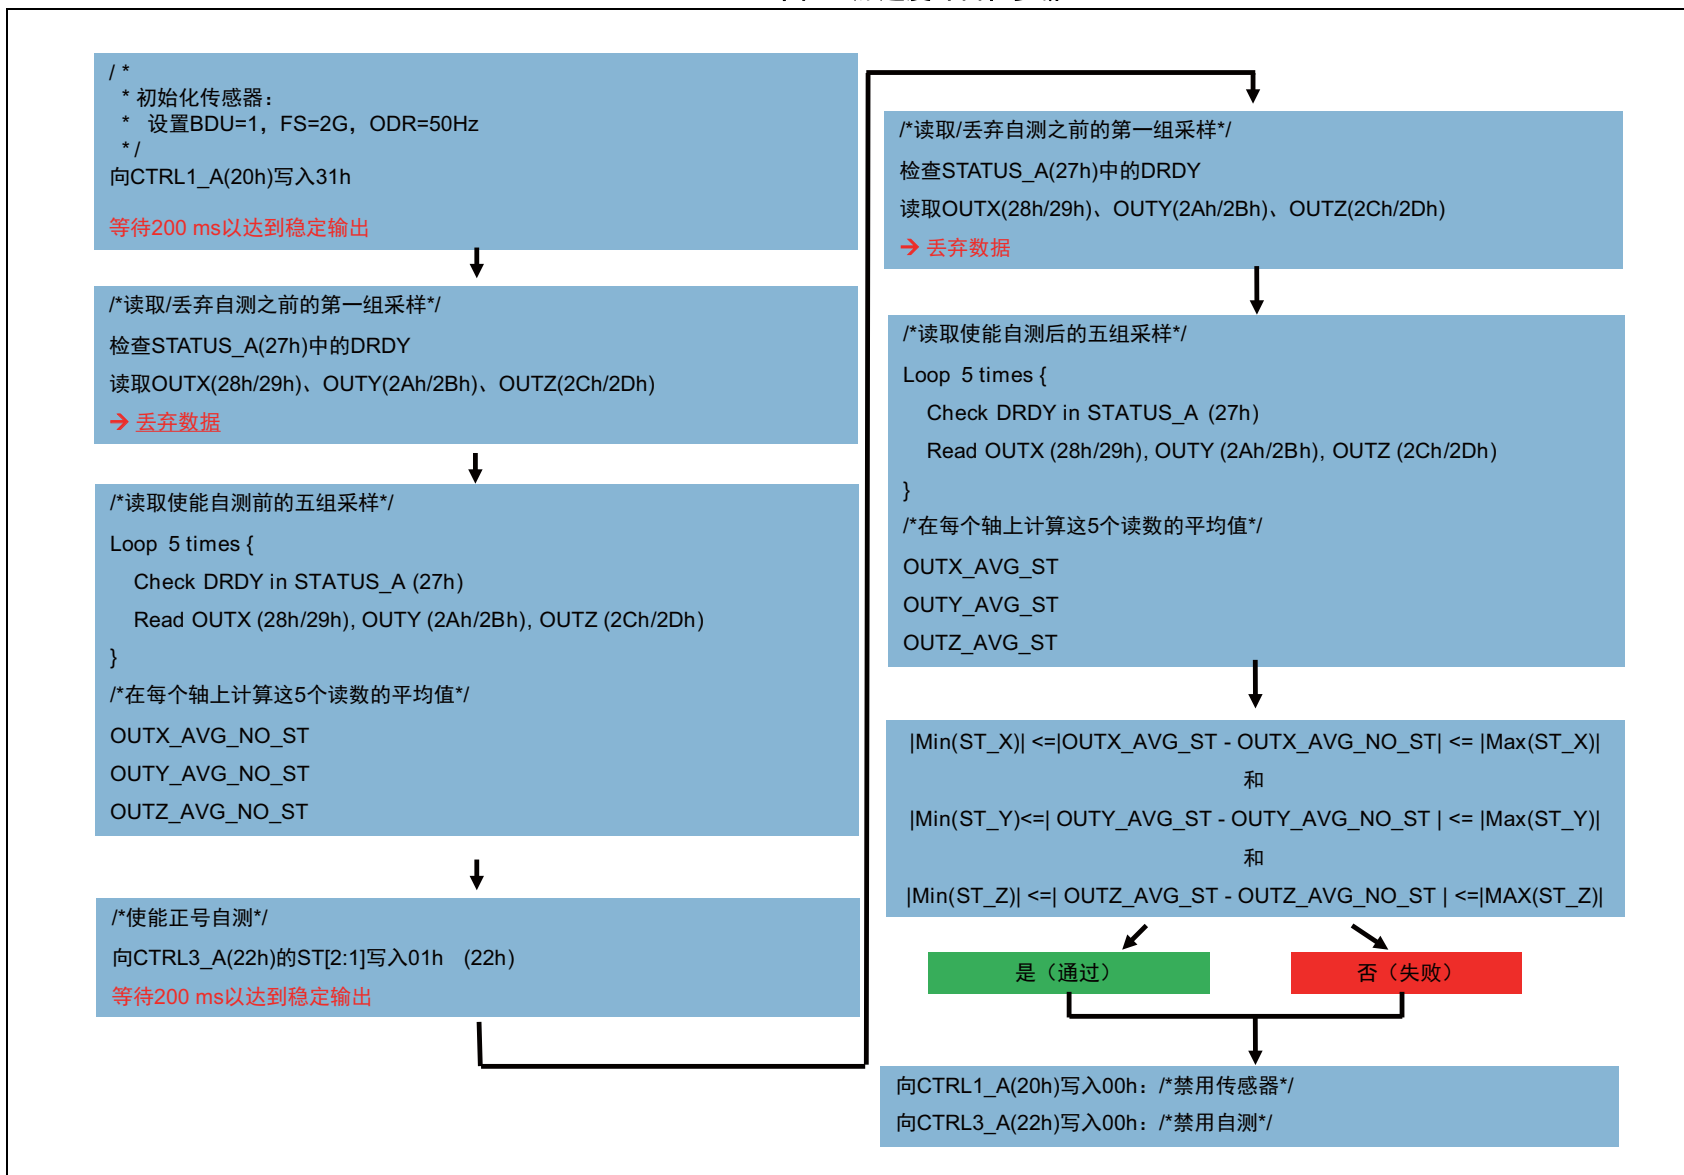 / *
* 初始化传感器：
* 设置BDU=1，FS=2G，ODR=50Hz
* /
向CTRL1_A(20h)写入31h
等待200 ms以达到稳定输出
/*读取/丢弃自测之前的第一组采样*/
检查STATUS_A(27h)中的DRDY
读取OUTX(28h/29h)、OUTY(2Ah/2Bh)、OUTZ(2Ch/2Dh)
→ 丢弃数据
/*读取使能自测前的五组采样*/
Loop 5 times {
Check DRDY in STATUS_A (27h)
Read OUTX (28h/29h), OUTY (2Ah/2Bh), OUTZ (2Ch/2Dh)
}
/*在每个轴上计算这5个读数的平均值*/
OUTX_AVG_NO_ST
OUTY_AVG_NO_ST
OUTZ_AVG_NO_ST
/*使能正号自测*/
向CTRL3_A(22h)的ST[2:1]写入01h (22h)
等待200 ms以达到稳定输出
/*读取/丢弃自测之前的第一组采样*/
检查STATUS_A(27h)中的DRDY
读取OUTX(28h/29h)、OUTY(2Ah/2Bh)、OUTZ(2Ch/2Dh)
→ 丢弃数据
/*读取使能自测后的五组采样*/
Loop 5 times {
Check DRDY in STATUS_A (27h)
Read OUTX (28h/29h), OUTY (2Ah/2Bh), OUTZ (2Ch/2Dh)
}
/*在每个轴上计算这5个读数的平均值*/
OUTX_AVG_ST
OUTY_AVG_ST
OUTZ_AVG_ST
|Min(ST_X)| <=|OUTX_AVG_ST - OUTX_AVG_NO_ST| <= |Max(ST_X)|
和
|Min(ST_Y)<=| OUTY_AVG_ST - OUTY_AVG_NO_ST | <= |Max(ST_Y)|
和
|Min(ST_Z)| <=| OUTZ_AVG_ST - OUTZ_AVG_NO_ST | <=|MAX(ST_Z)|
是（通过）
否（失败）
向CTRL1_A(20h)写入00h：/*禁用传感器*/
向CTRL3_A(22h)写入00h：/*禁用自测*/